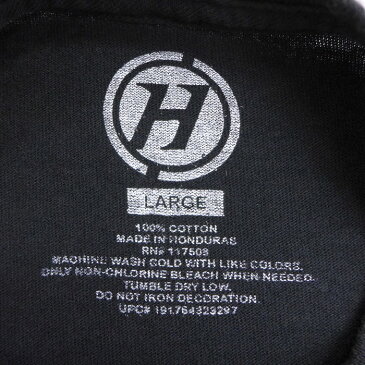 H
LARGE
100% COTTON
MADE IN HONDURAS
RN# 117508
MACHINE WASH COLD WITH LIKE COLORS.
ONLY NON-CHLORINE BLEACH WHEN NEEDED.
TUMBLE DRY LOW.
DO NOT IRON DECORATION.
UPC# 191764323297